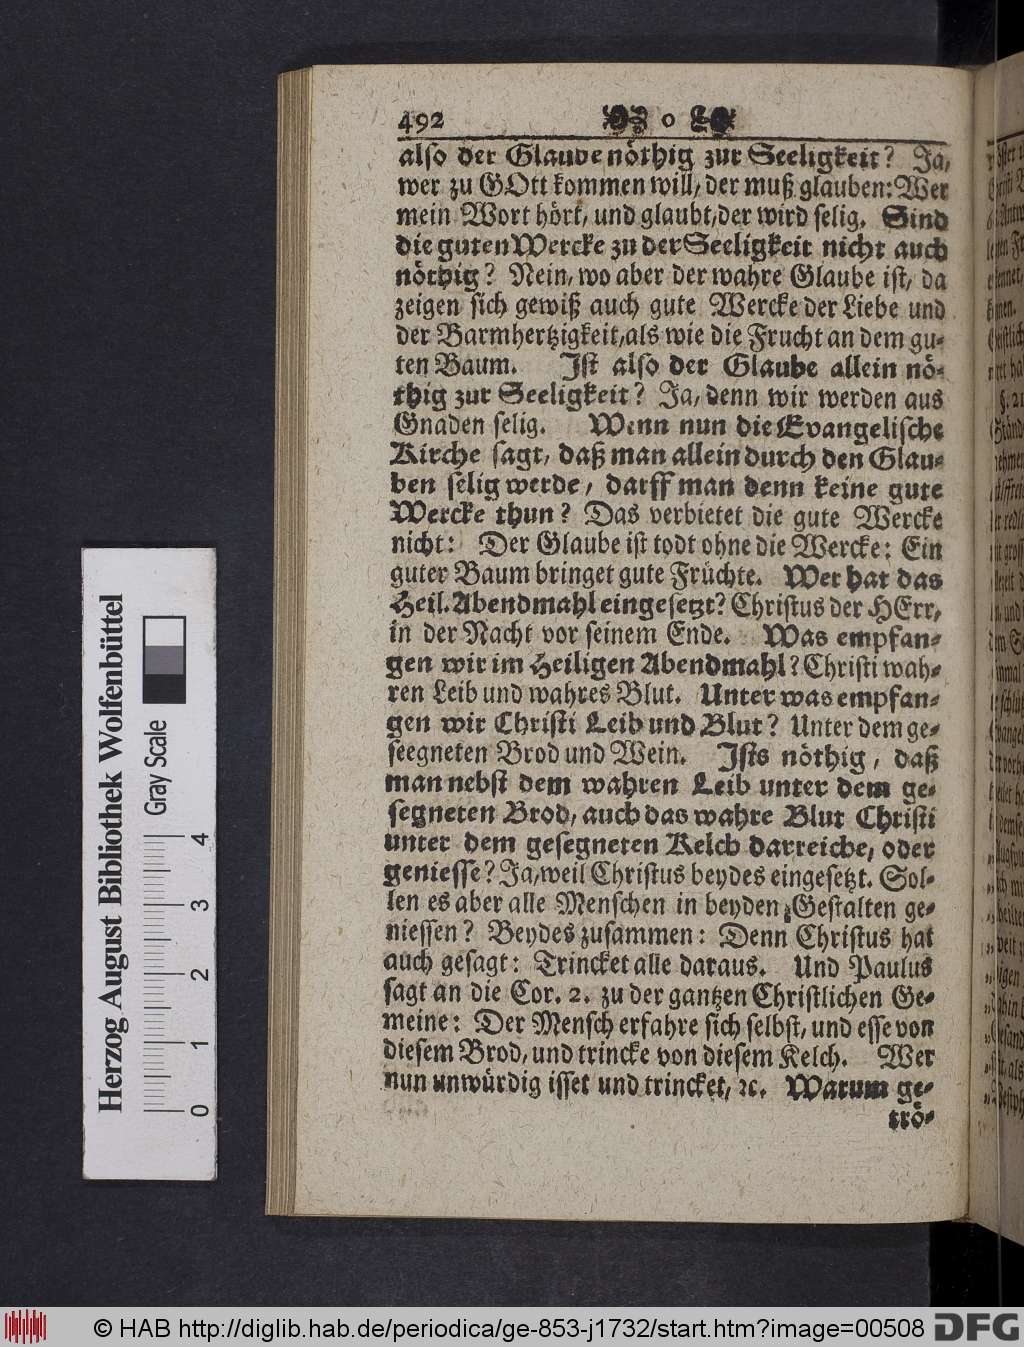 492 o
also der Glaube nöthig zur Seeligkeit? Ja,
wer zu GOtt kommen will, der muß glauben: Wer
mein Wort hört, und glaubt, der wird selig. Sind
die guten Wercke zu der Seeligkeit nicht auch
nöthig? Nein, wo aber der wahre Glaube ist, da
zeigen sich gewiß auch gute Wercke der Liebe und
der Barmhertzigkeit, als wie die Frucht an dem gu-
ten Baum. Ist also der Glaube allein nö-
thig zur Seeligkeit? Ja, denn wir werden aus
Gnaden selig. Wenn nun die Evangelische
Kirche sagt, daß man allein durch den Glau-
ben selig werde, darff man denn keine gute
Wercke thun? Das verbietet die gute Wercke
nicht: Der Glaube ist todt ohne die Wercke: Ein
guter Baum bringet gute Früchte. Wer hat das
Heil. Abendmahl eingesetzt? Christus der HErr,
in der Nacht vor seinem Ende. Was empfan-
gen wir im Heiligen Abendmahl? Christi wah-
ren Leib und wahres Blut. Unter was empfan-
gen wir Christi Leib und Blut? Unter dem ge-
seegneten Brod und Wein. Ists nöthig, daß
man nebst dem wahren Leib unter dem ge-
segneten Brod, auch das wahre Blut Christi
unter dem gesegneten Kelch darreiche, oder
geniesse? Ja, weil Christus beydes eingesetzt. Sol-
len es aber alle Menschen in beyden Gestalten ge-
niessen? Beydes zusammen: Denn Christus hat
auch gesagt: Trincket alle daraus. Und Paulus
sagt an die Cor. 2. zu der gantzen Christlichen Ge-
meine: Der Mensch erfahre sich selbst, und esse von
diesem Brod, und trincke von diesem Kelch. Wer
nun unwürdig isset und trincket, ꝛc. Warum ge-
trö-
Herzog August Bibliothek Wolfenbüttel
Gray Scale
0 1 2 3 4
© HAB http://diglib.hab.de/periodica/ge-853-j1732/start.htm?image=00508
DFG